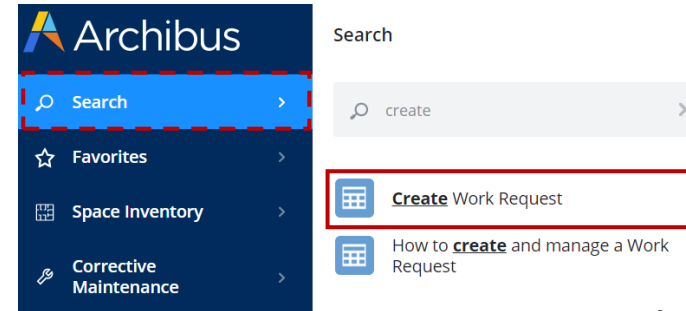 Archibus
Search
Favorites
Space Inventory
Corrective
Maintenance
Search
create
Create Work Request
How to create and manage a Work
Request